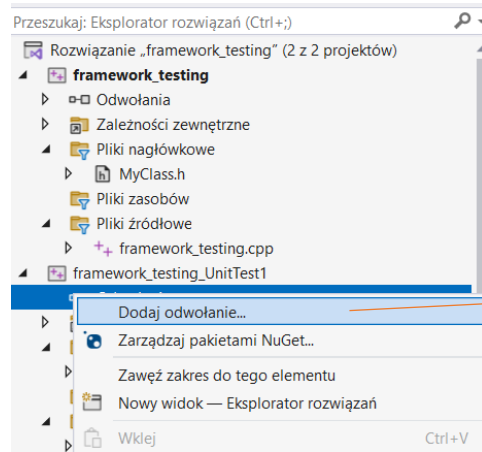 Przeszukaj: Eksplorator rozwiązań (Ctrl+;)
Rozwiązanie „framework_testing” (2 z 2 projektów)
framework_testing
Odwołania
Zależności zewnętrzne
Pliki nagłówkowe
MyClass.h
Pliki zasobów
Pliki źródłowe
framework_testing.cpp
framework_testing_UnitTest1
Dodaj odwołanie...
Zarządzaj pakietami NuGet...
Zawęź zakres do tego elementu
Nowy widok — Eksplorator rozwiązań
Wklej Ctrl+V